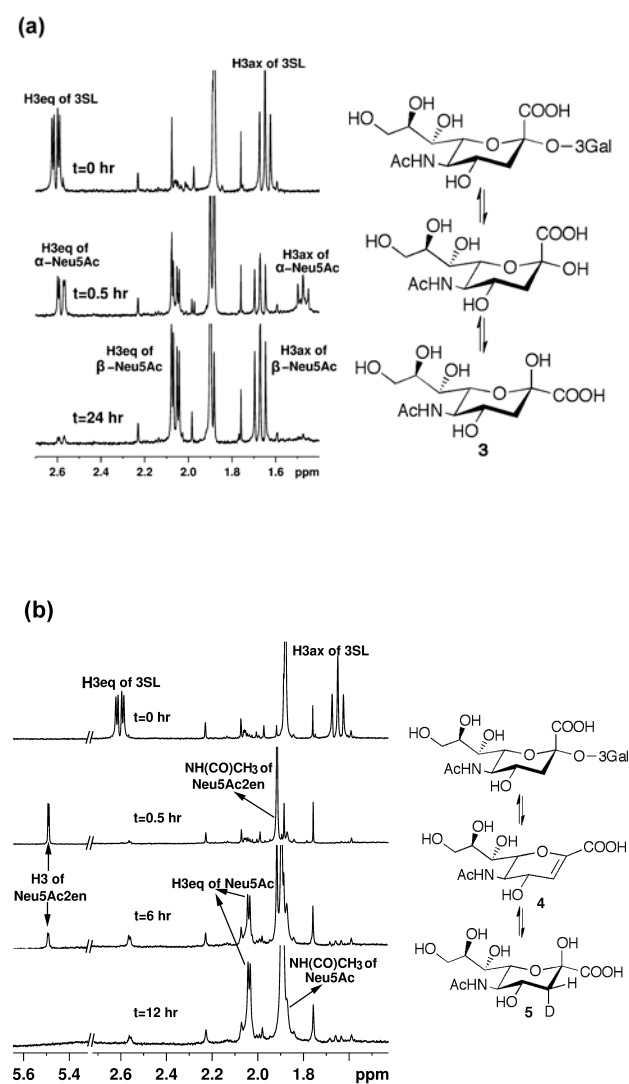 (a)
H3eq of 3SL
H3ax of 3SL
t=0 hr
H3eq of
α-Neu5Ac
H3ax of
α-Neu5Ac
t=0.5 hr
H3eq of
β-Neu5Ac
H3ax of
β-Neu5Ac
t=24 hr
2.6 2.4 2.2 2.0 1.8 1.6 ppm
HO OH OH COOH
O O-3Gal
AcHN
HO
HO OH OH COOH
O OH
AcHN
HO
HO OH OH OH
O COOH
AcHN
HO
3
(b)
H3eq of 3SL
H3ax of 3SL
t=0 hr
NH(CO)CH3 of
Neu5Ac2en
t=0.5 hr
H3 of
Neu5Ac2en
H3eq of Neu5Ac
t=6 hr
NH(CO)CH3 of
Neu5Ac
t=12 hr
5.6 5.4 2.6 2.4 2.2 2.0 1.8 ppm
HO OH OH COOH
O O-3Gal
AcHN
HO
HO OH OH
O COOH
AcHN
HO
4
HO OH OH OH
O COOH
AcHN H
HO
5 D